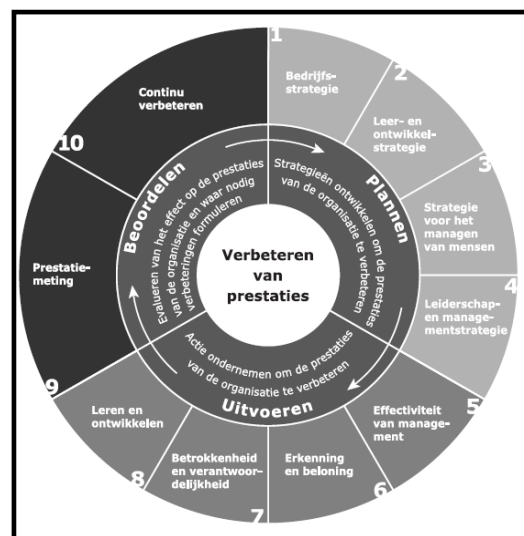 1
Bedrijfs-
strategie
2
Leer- en
ontwikkel-
strategie
3
Strategie
voor het
managen
van mensen
4
Leiderschap-
en mana-
gementstrategie
5
Effectiviteit
van manage-
ment
6
Erkenning
en beloning
7
Betrokkenheid
en verantwoor-
delijkheid
8
Leren en
ontwikkelen
9
Prestatie-
meting
10
Continu
verbeteren
Plannen
Strategieën ontwikkelen om de prestaties
van de organisatie te verbeteren
Uitvoeren
Actie ondernemen om de prestaties
van de organisatie te verbeteren
Beoordelen
Evalueren van het effect op de prestaties
van de organisatie en waar nodig
verbeteringen formuleren
Verbeteren
van
prestaties